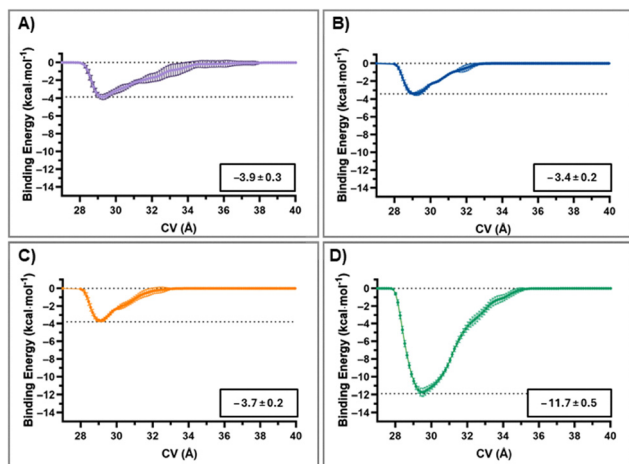 A)
Binding Energy (kcal·mol⁻¹)
0
−2
−4
−6
−8
−10
−12
−14
−3.9 ± 0.3
28 30 32 34 36 38 40
CV (Å)
B)
Binding Energy (kcal·mol⁻¹)
0
−2
−4
−6
−8
−10
−12
−14
−3.4 ± 0.2
28 30 32 34 36 38 40
CV (Å)
C)
Binding Energy (kcal·mol⁻¹)
0
−2
−4
−6
−8
−10
−12
−14
−3.7 ± 0.2
28 30 32 34 36 38 40
CV (Å)
D)
Binding Energy (kcal·mol⁻¹)
0
−2
−4
−6
−8
−10
−12
−14
−11.7 ± 0.5
28 30 32 34 36 38 40
CV (Å)